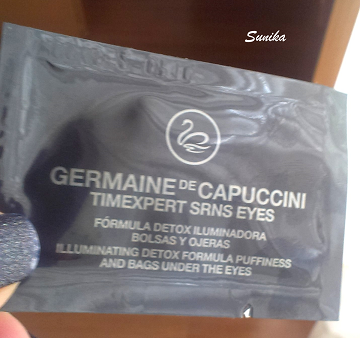 Sunika
GERMAINE DE CAPUCCINI
TIMEXPERT SRNS EYES
FÓRMULA DETOX ILUMINADORA
BOLSAS Y OJERAS
ILLUMINATING DETOX FORMULA PUFFINESS
AND BAGS UNDER THE EYES